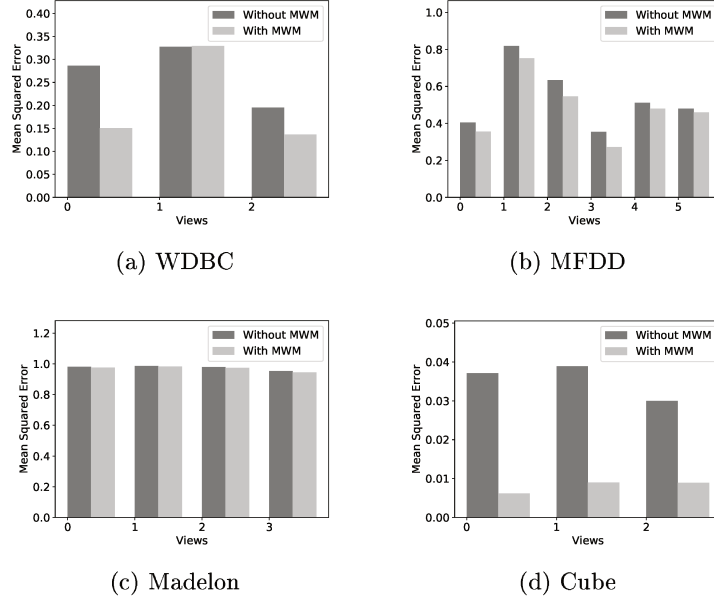 0.40
0.35
0.30
0.25
0.20
0.15
0.10
0.05
0.00
Mean Squared Error
Without MWM
With MWM
0 1 2
Views
(a) WDBC
1.0
0.8
0.6
0.4
0.2
0.0
Mean Squared Error
Without MWM
With MWM
0 1 2 3 4 5
Views
(b) MFDD
1.2
1.0
0.8
0.6
0.4
0.2
0.0
Mean Squared Error
Without MWM
With MWM
0 1 2 3
Views
(c) Madelon
0.05
0.04
0.03
0.02
0.01
0.00
Mean Squared Error
Without MWM
With MWM
0 1 2
Views
(d) Cube